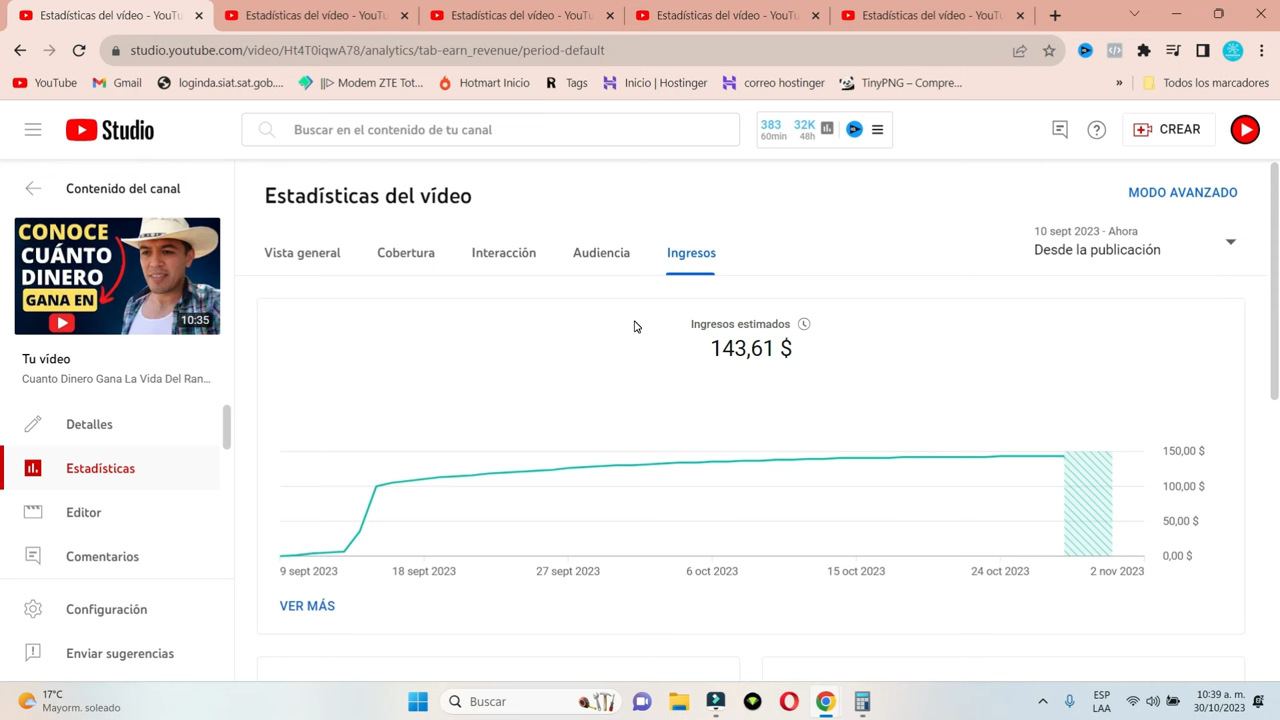 Estadísticas del vídeo - YouTu
Estadísticas del vídeo - YouTu
Estadísticas del vídeo - YouTu
Estadísticas del vídeo - YouTu
Estadísticas del vídeo - YouTu
studio.youtube.com/video/Ht4T0iqwA78/analytics/tab-earn_revenue/period-default
YouTube
Gmail
loginda.siat.sat.gob....
||▷ Modem ZTE Tot...
Hotmart Inicio
R Tags
Inicio | Hostinger
correo hostinger
TinyPNG – Compre...
»
Todos los marcadores
Studio
Buscar en el contenido de tu canal
383 32K
60min 48h
CREAR
Contenido del canal
CONOCE
CUÁNTO
DINERO
GANA EN
10:35
Tu vídeo
Cuanto Dinero Gana La Vida Del Ran...
Detalles
Estadísticas
Editor
Comentarios
Configuración
Enviar sugerencias
Estadísticas del vídeo
MODO AVANZADO
Vista general
Cobertura
Interacción
Audiencia
Ingresos
10 sept 2023 - Ahora
Desde la publicación
Ingresos estimados
143,61 $
150,00 $
100,00 $
50,00 $
0,00 $
9 sept 2023
18 sept 2023
27 sept 2023
6 oct 2023
15 oct 2023
24 oct 2023
2 nov 2023
VER MÁS
17°C
Mayorm. soleado
Buscar
ESP
LAA
10:39 a. m.
30/10/2023